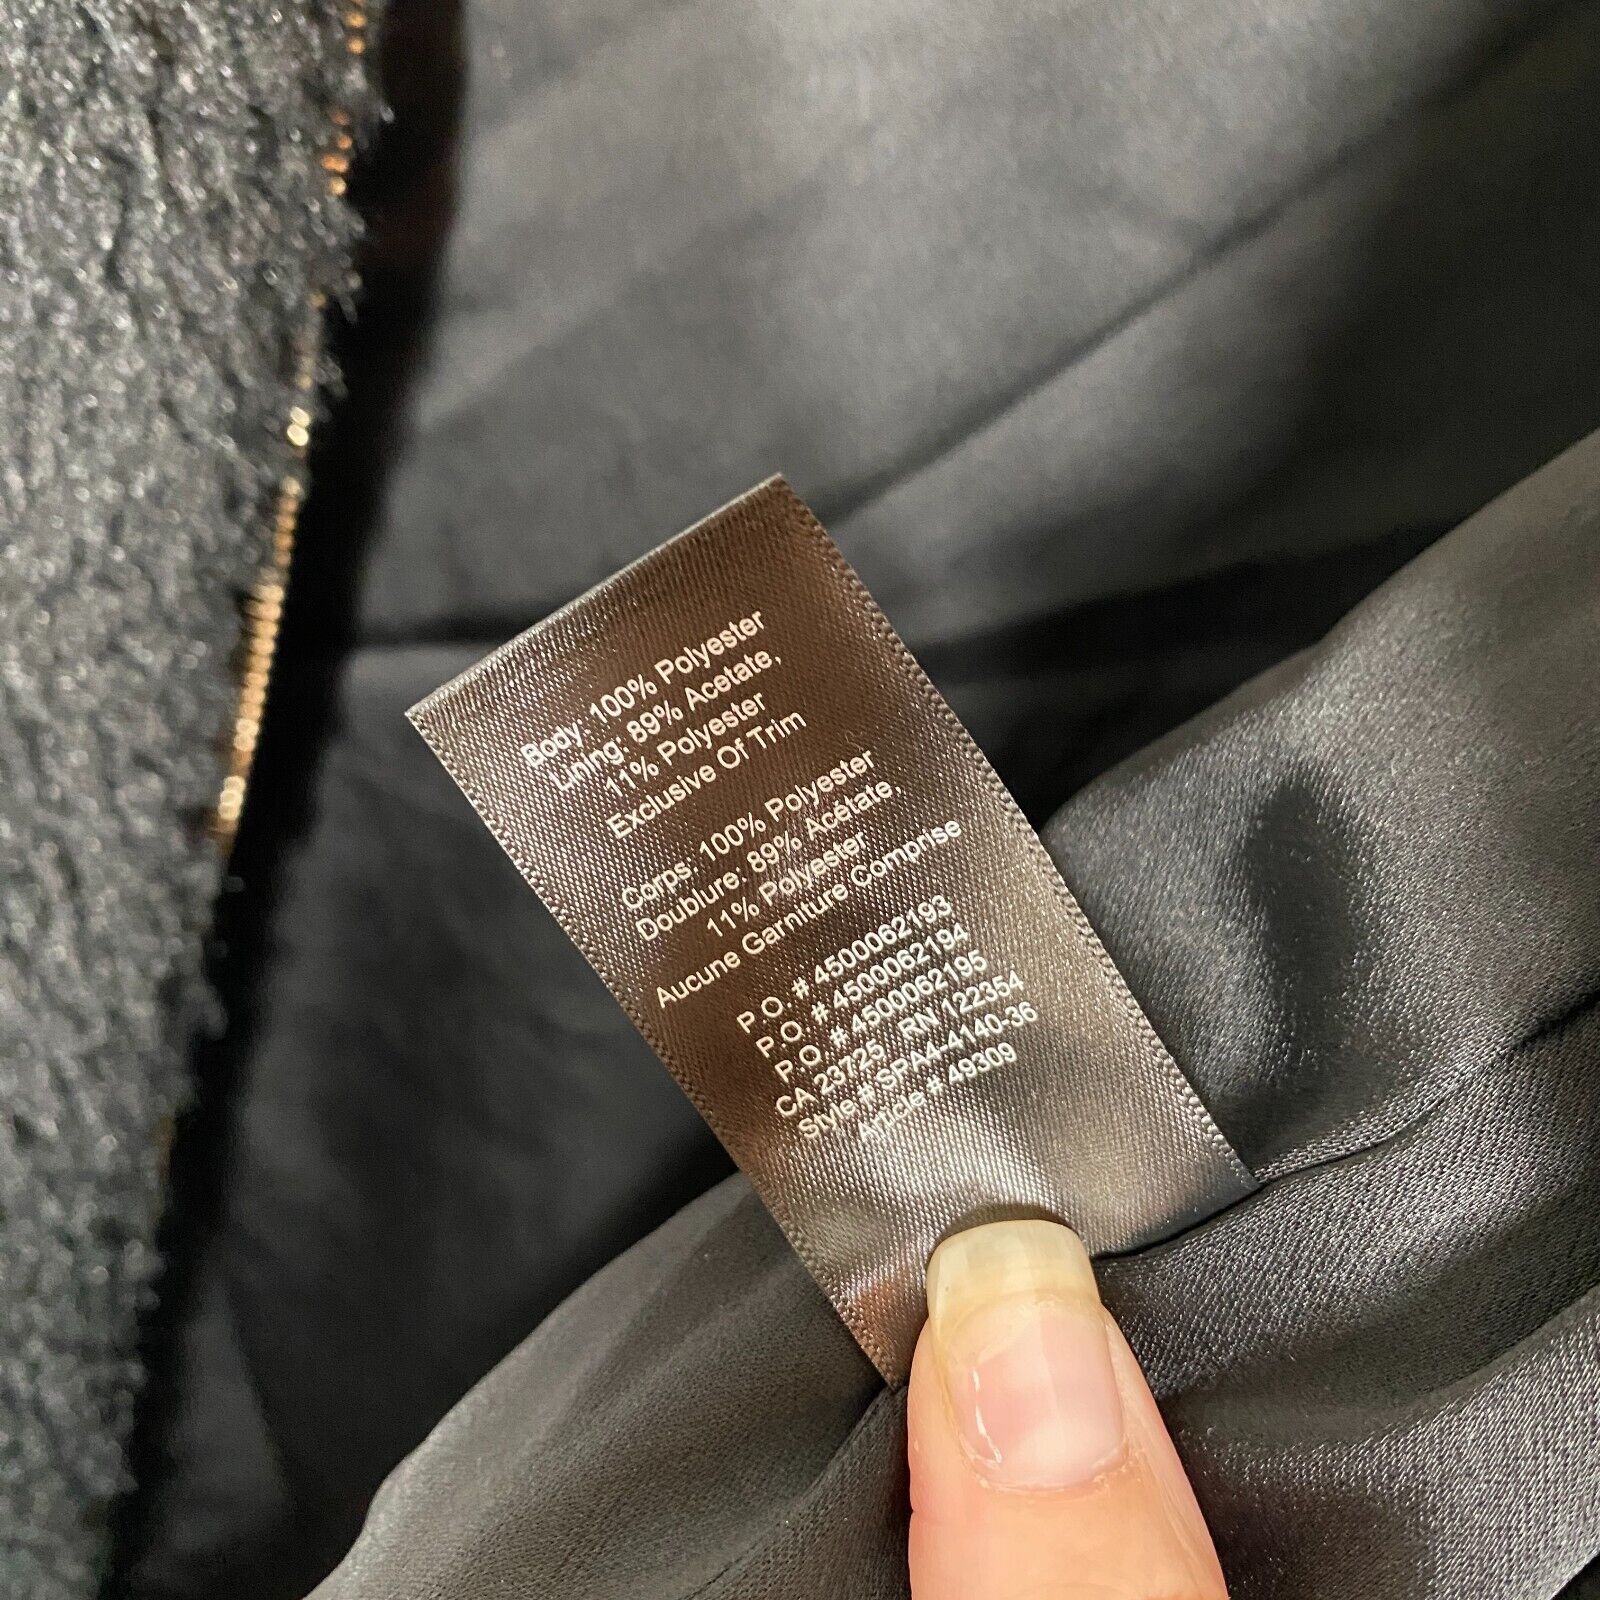 Body: 100% Polyester
Lining: 89% Acetate,
11% Polyester
Exclusive Of Trim
Corps: 100% Polyester
Doublure: 89% Acétate,
11% Polyester
Aucune Garniture Comprise
P.O. # 4500062193
P.O. # 4500062194
P.O. # 4500062195
CA 23725 RN 122354
Style # SPA4-4140-36
Article # 49309